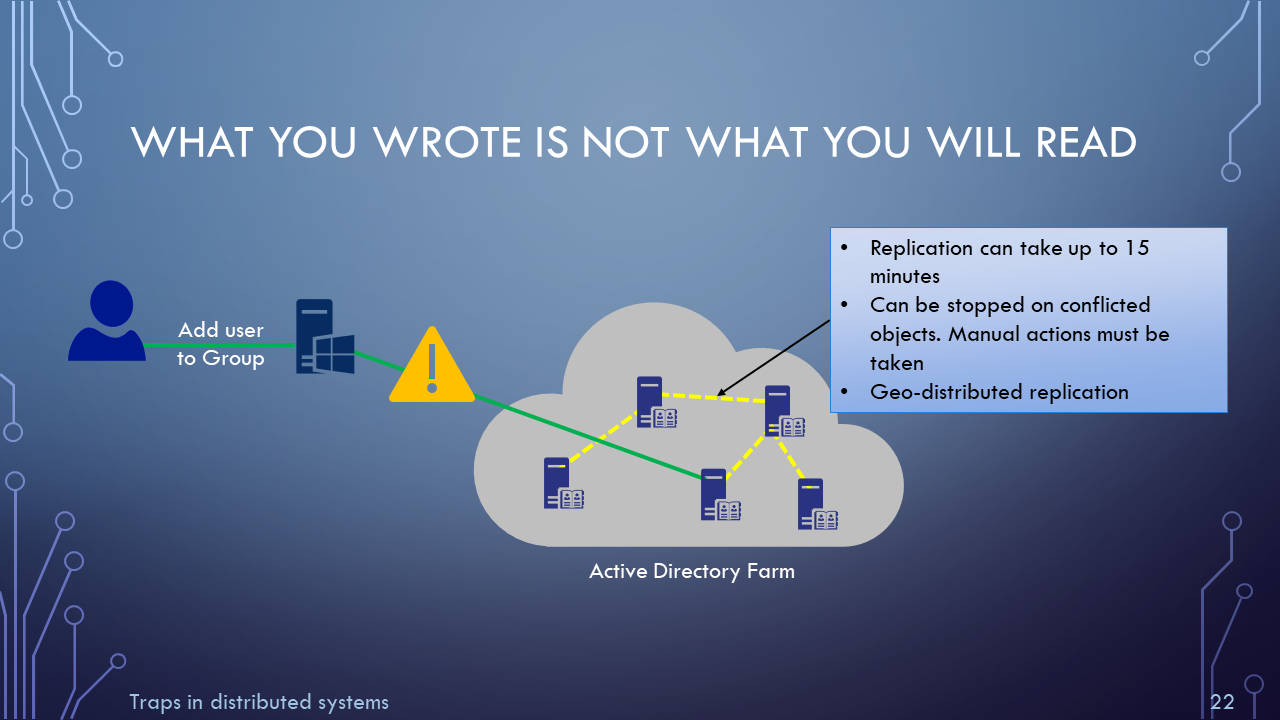 WHAT YOU WROTE IS NOT WHAT YOU WILL READ
• Replication can take up to 15
minutes
• Can be stopped on conflicted
objects. Manual actions must be
taken
• Geo-distributed replication
Add user
to Group
Active Directory Farm
Traps in distributed systems
22